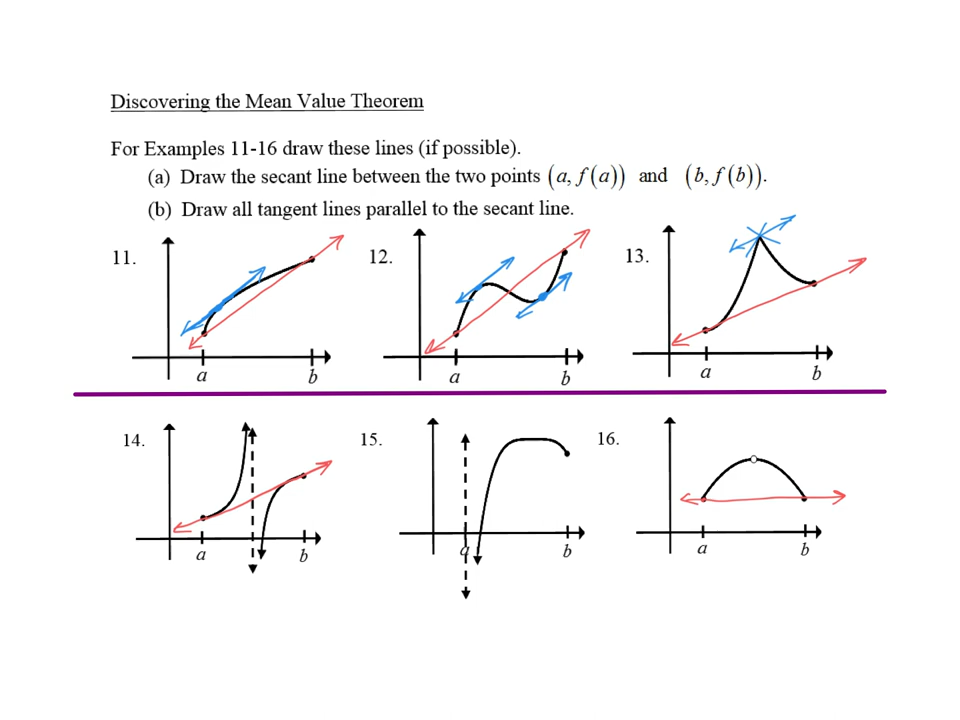 Discovering the Mean Value Theorem
For Examples 11-16 draw these lines (if possible).
(a) Draw the secant line between the two points (a, f(a)) and (b, f(b)).
(b) Draw all tangent lines parallel to the secant line.
11. 12. 13.
a b a b a b
14. 15. 16.
a b a b a b